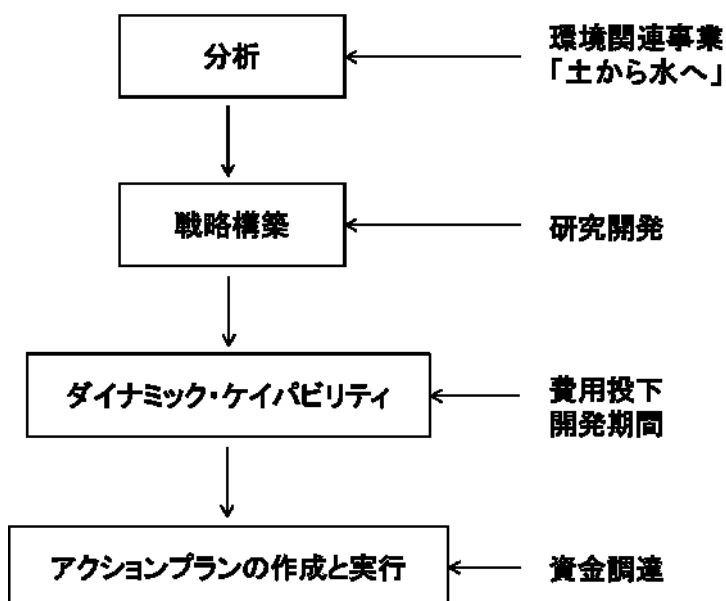 分析
環境関連事業
「土から水へ」
戦略構築
研究開発
ダイナミック・ケイパビリティ
費用投下
開発期間
アクションプランの作成と実行
資金調達